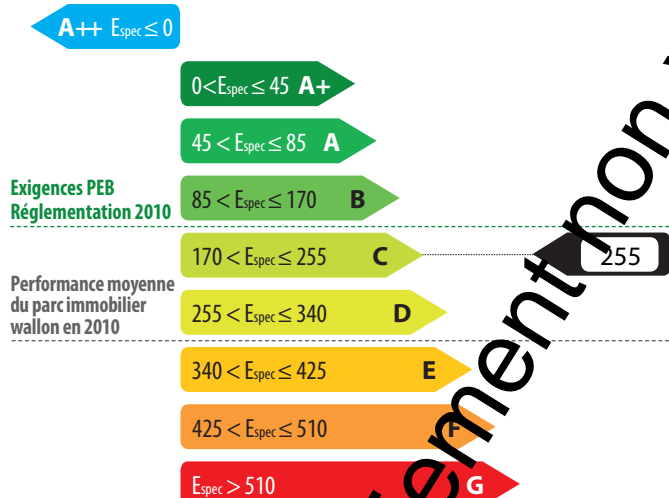 A++ Espec ≤ 0
0 < Espec ≤ 45 A+
45 < Espec ≤ 85 A
Exigences PEB
Réglementation 2010
85 < Espec ≤ 170 B
170 < Espec ≤ 255 C
255
Performance moyenne
du parc immobilier
wallon en 2010
255 < Espec ≤ 340 D
340 < Espec ≤ 425 E
425 < Espec ≤ 510 F
Espec > 510 G
ement non